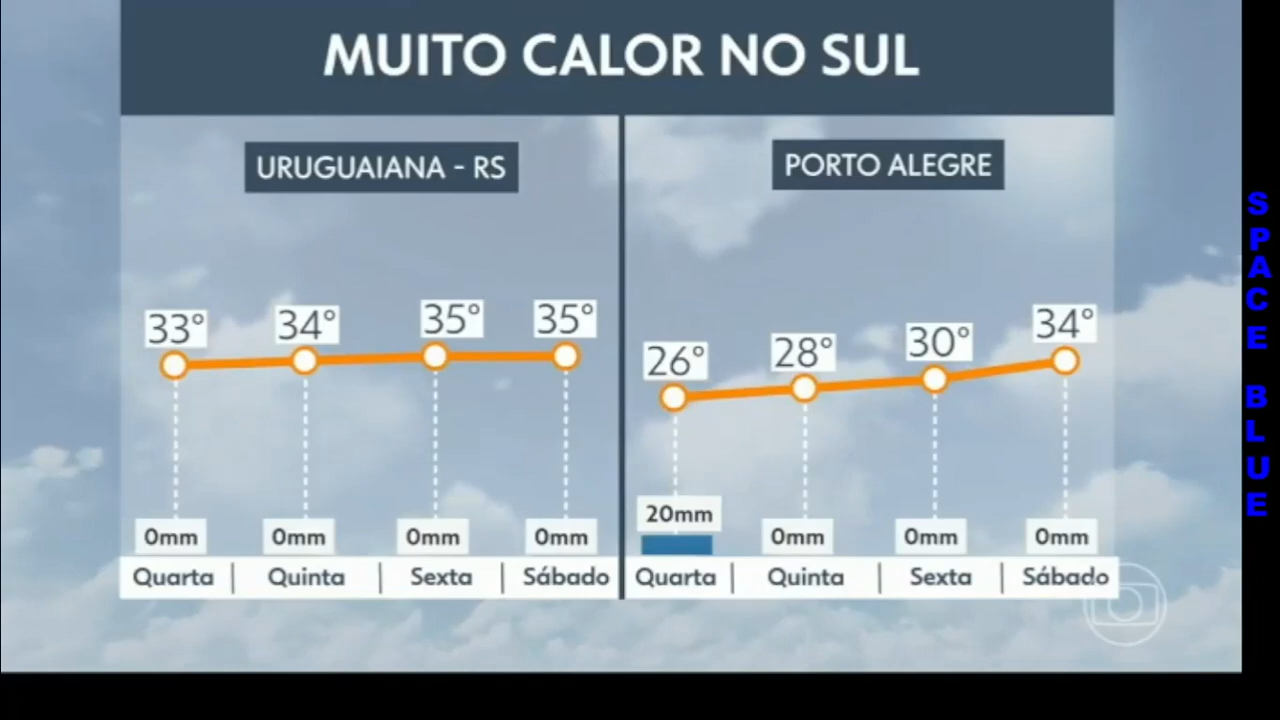 MUITO CALOR NO SUL
URUGUAIANA - RS
33° 34° 35° 35°
0mm 0mm 0mm 0mm
Quarta | Quinta | Sexta | Sábado
PORTO ALEGRE
26° 28° 30° 34°
20mm 0mm 0mm 0mm
Quarta | Quinta | Sexta | Sábado
SPACE BLUE